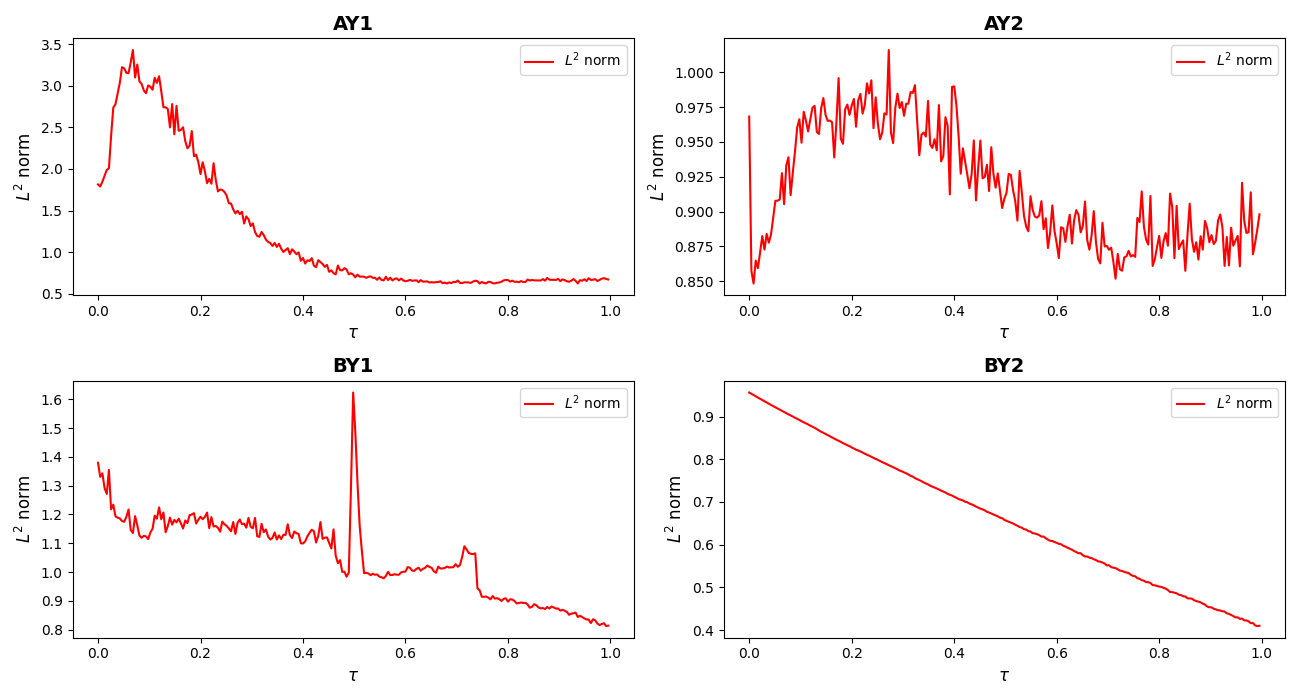 AY1
L² norm
3.5
3.0
2.5
2.0
1.5
1.0
0.5
L² norm
0.0 0.2 0.4 0.6 0.8 1.0
τ
AY2
L² norm
1.000
0.975
0.950
0.925
0.900
0.875
0.850
L² norm
0.0 0.2 0.4 0.6 0.8 1.0
τ
BY1
L² norm
1.6
1.5
1.4
1.3
1.2
1.1
1.0
0.9
0.8
L² norm
0.0 0.2 0.4 0.6 0.8 1.0
τ
BY2
L² norm
0.9
0.8
0.7
0.6
0.5
0.4
L² norm
0.0 0.2 0.4 0.6 0.8 1.0
τ